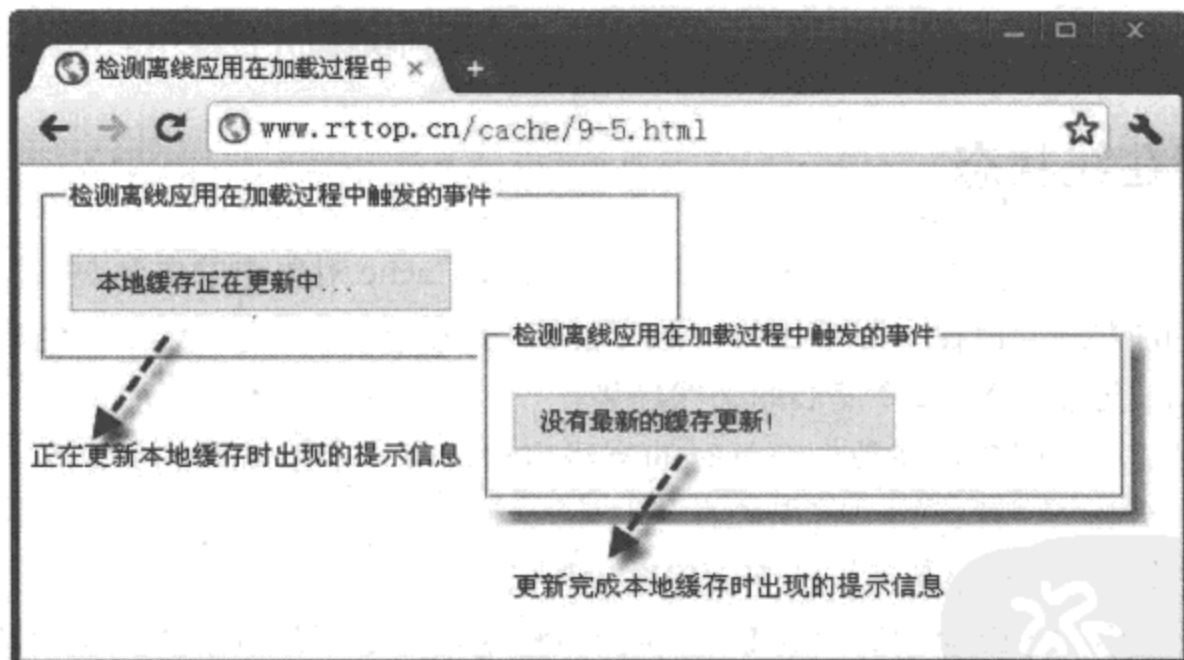 检测离线应用在加载过程中
www.rttop.cn/cache/9-5.html
检测离线应用在加载过程中触发的事件
本地缓存正在更新中...
正在更新本地缓存时出现的提示信息
检测离线应用在加载过程中触发的事件
没有最新的缓存更新!
更新完成本地缓存时出现的提示信息